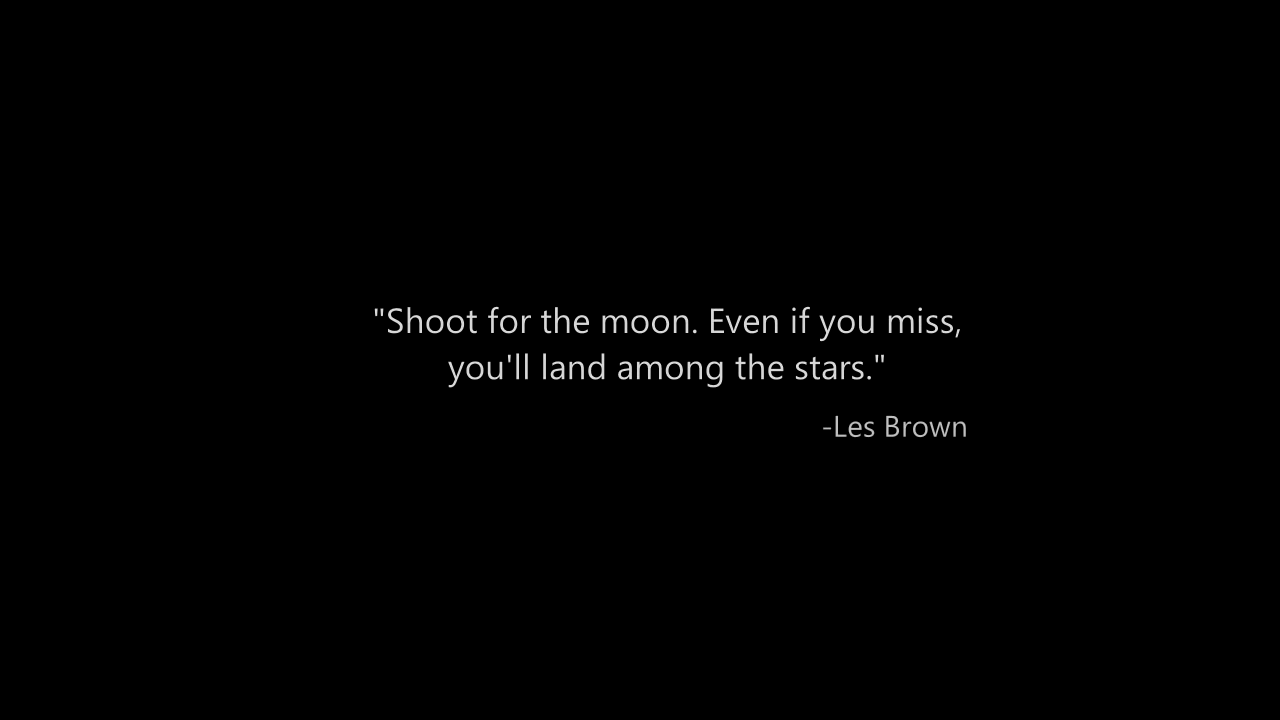 "Shoot for the moon. Even if you miss,
you'll land among the stars."
-Les Brown